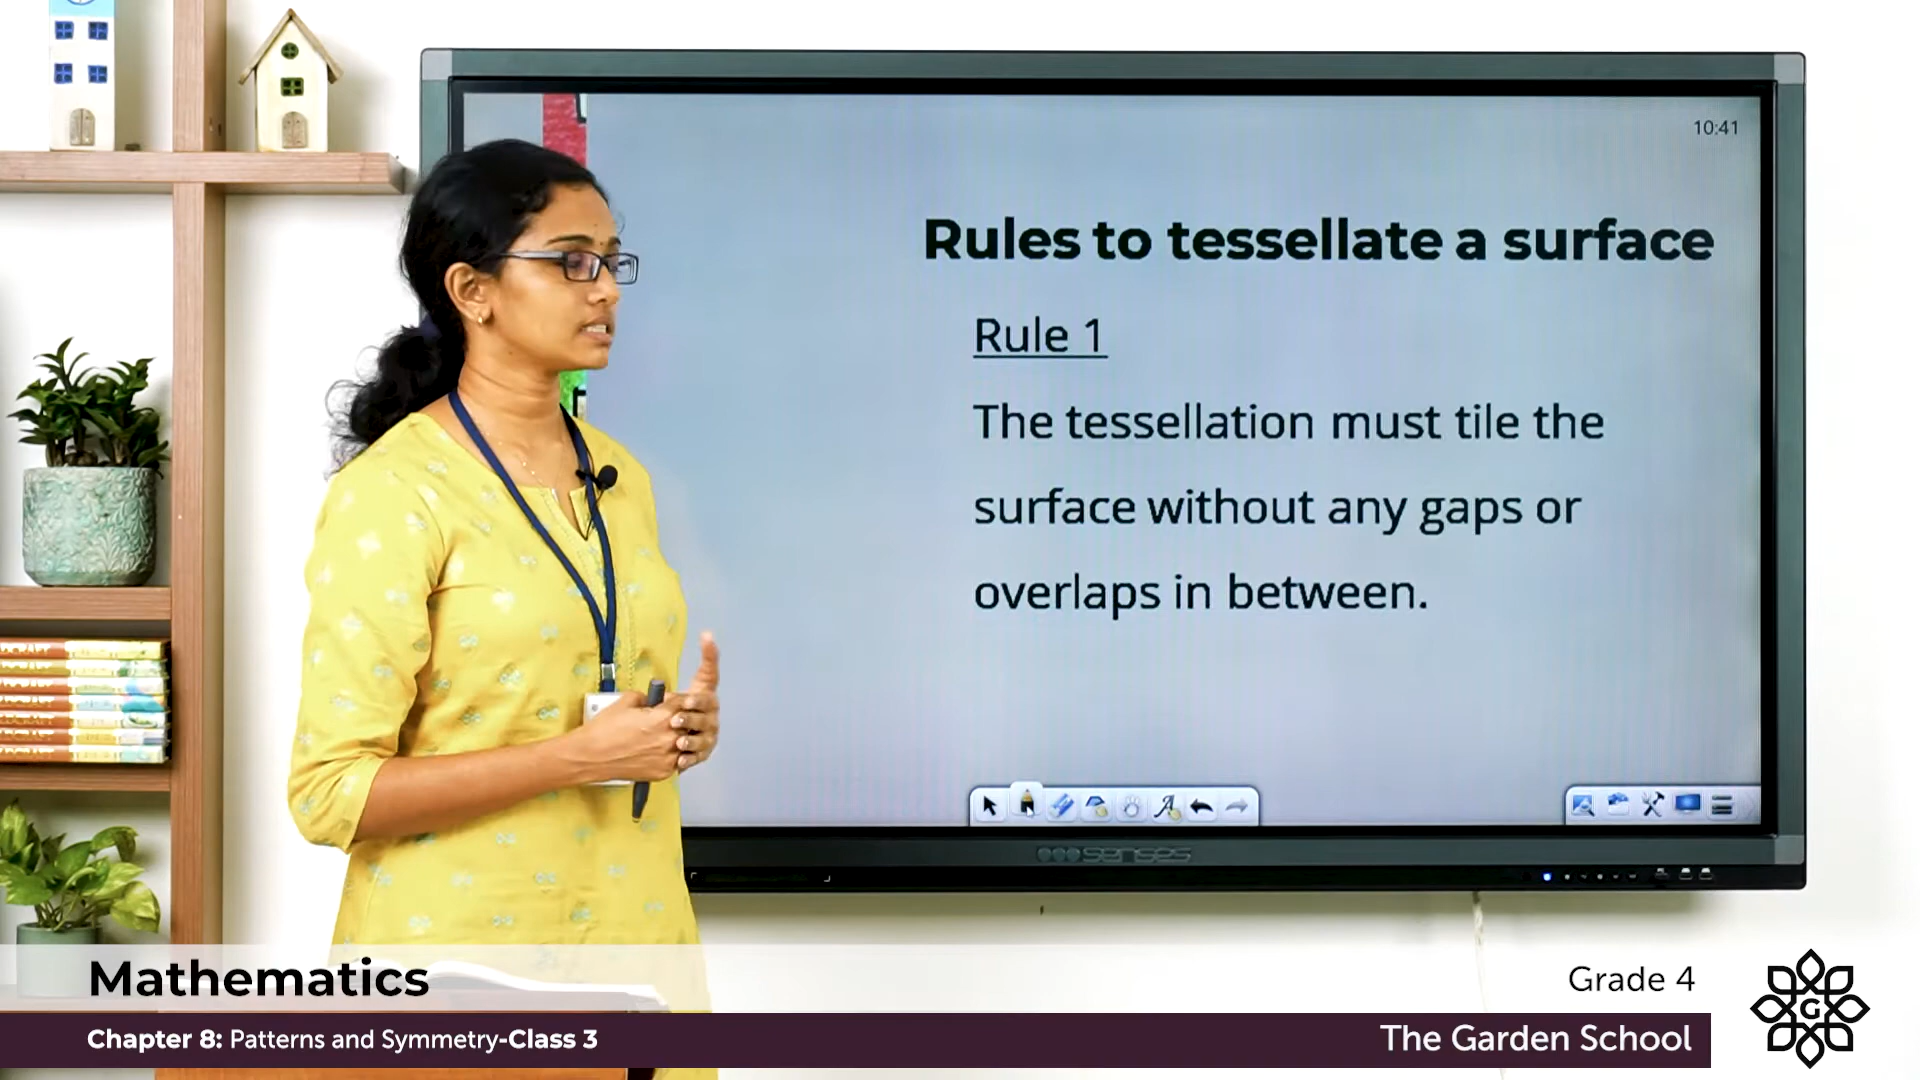 10:41
Rules to tessellate a surface
Rule 1
The tessellation must tile the
surface without any gaps or
overlaps in between.
senses
Mathematics
Grade 4
Chapter 8: Patterns and Symmetry-Class 3
The Garden School
G